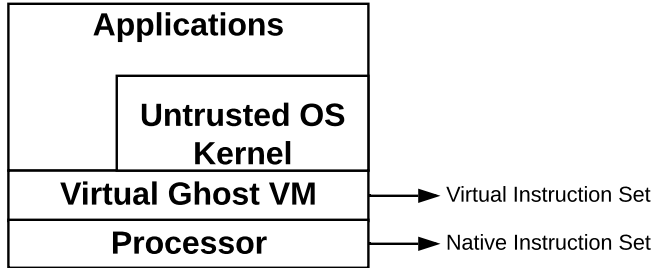 Applications
Untrusted OS
Kernel
Virtual Ghost VM
Virtual Instruction Set
Processor
Native Instruction Set